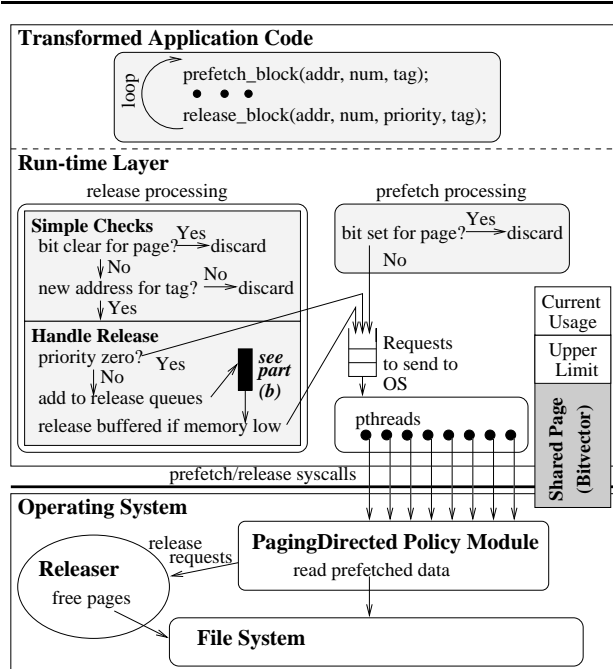 Transformed Application Code
loop
prefetch_block(addr, num, tag);
release_block(addr, num, priority, tag);
Run-time Layer
release processing
prefetch processing
Simple Checks
bit clear for page?
Yes
discard
No
new address for tag?
No
discard
Yes
Handle Release
priority zero?
Yes
No
add to release queues
see
part
(b)
release buffered if memory low
bit set for page?
Yes
discard
No
Requests
to send to
OS
pthreads
Current
Usage
Upper
Limit
Shared Page
(Bitvector)
prefetch/release syscalls
Operating System
release
requests
Releaser
free pages
PagingDirected Policy Module
read prefetched data
File System